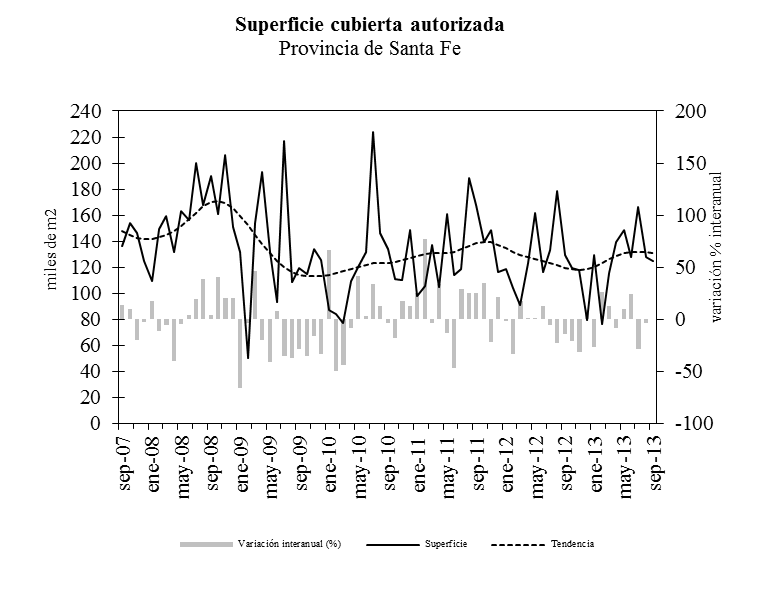 Superficie cubierta autorizada
Provincia de Santa Fe
miles de m2
240
220
200
180
160
140
120
100
80
60
40
20
0
200
150
100
50
0
-50
-100
variación % interanual
sep-07
ene-08
may-08
sep-08
ene-09
may-09
sep-09
ene-10
may-10
sep-10
ene-11
may-11
sep-11
ene-12
may-12
sep-12
ene-13
may-13
sep-13
Variación interanual (%)
Superficie
Tendencia